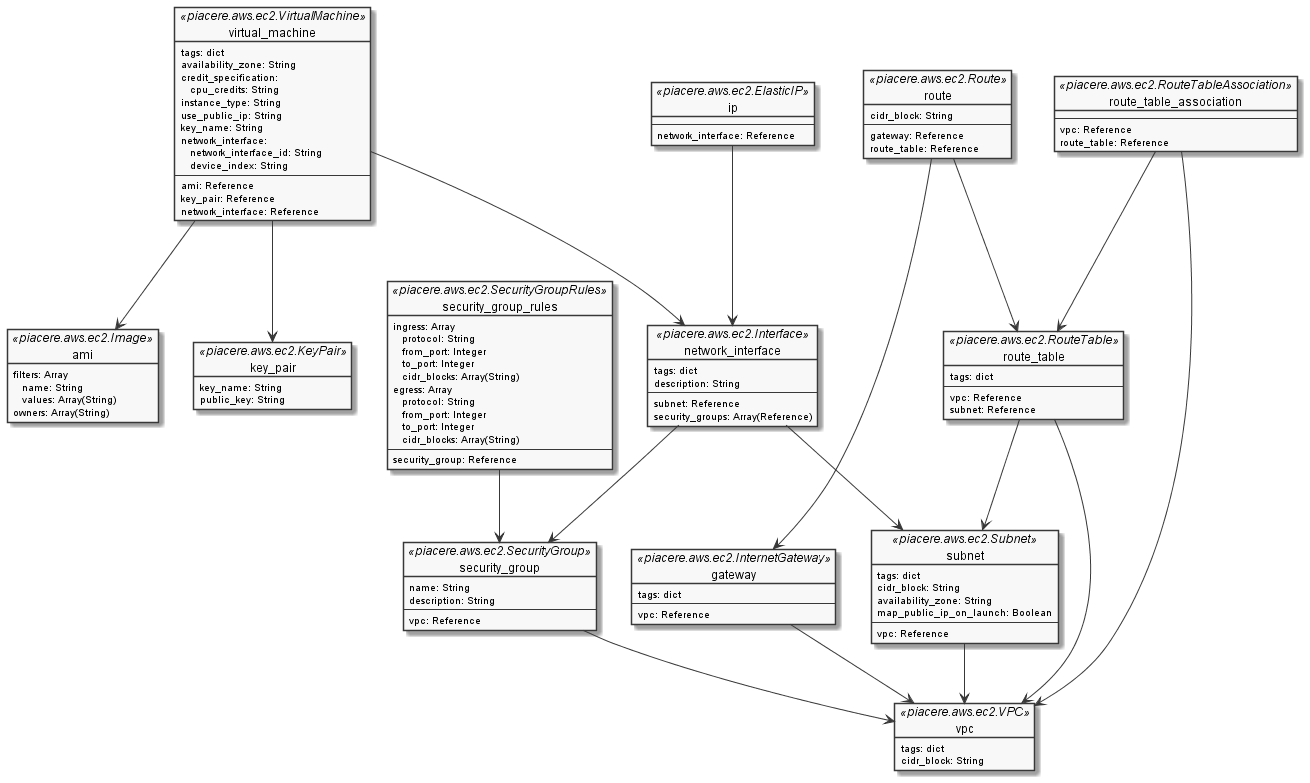 «piacere.aws.ec2.VirtualMachine»
virtual_machine
tags: dict
availability_zone: String
credit_specification:
cpu_credits: String
instance_type: String
use_public_ip: String
key_name: String
network_interface:
network_interface_id: String
device_index: String
ami: Reference
key_pair: Reference
network_interface: Reference
«piacere.aws.ec2.ElasticIP»
ip
network_interface: Reference
«piacere.aws.ec2.Route»
route
cidr_block: String
gateway: Reference
route_table: Reference
«piacere.aws.ec2.RouteTableAssociation»
route_table_association
vpc: Reference
route_table: Reference
«piacere.aws.ec2.Image»
ami
filters: Array
name: String
values: Array(String)
owners: Array(String)
«piacere.aws.ec2.KeyPair»
key_pair
key_name: String
public_key: String
«piacere.aws.ec2.SecurityGroupRules»
security_group_rules
ingress: Array
protocol: String
from_port: Integer
to_port: Integer
cidr_blocks: Array(String)
egress: Array
protocol: String
from_port: Integer
to_port: Integer
cidr_blocks: Array(String)
security_group: Reference
«piacere.aws.ec2.Interface»
network_interface
tags: dict
description: String
subnet: Reference
security_groups: Array(Reference)
«piacere.aws.ec2.RouteTable»
route_table
tags: dict
vpc: Reference
subnet: Reference
«piacere.aws.ec2.SecurityGroup»
security_group
name: String
description: String
vpc: Reference
«piacere.aws.ec2.InternetGateway»
gateway
tags: dict
vpc: Reference
«piacere.aws.ec2.Subnet»
subnet
tags: dict
cidr_block: String
availability_zone: String
map_public_ip_on_launch: Boolean
vpc: Reference
«piacere.aws.ec2.VPC»
vpc
tags: dict
cidr_block: String